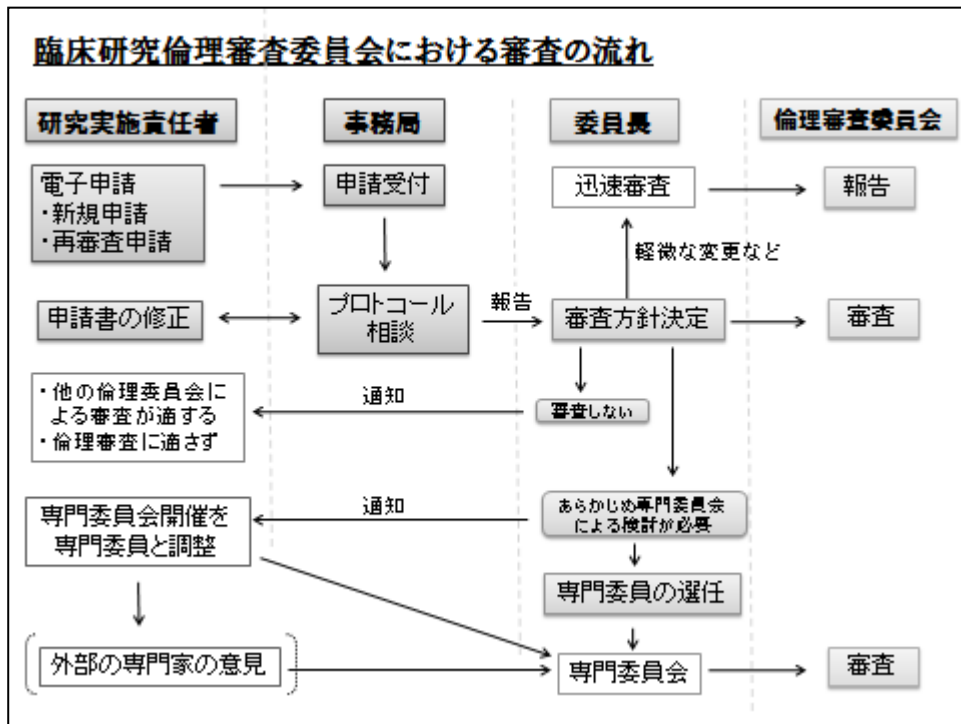 臨床研究倫理審査委員会における審査の流れ
研究実施責任者
事務局
委員長
倫理審査委員会
電子申請
・新規申請
・再審査申請
申請受付
迅速審査
報告
軽微な変更など
申請書の修正
プロトコール
相談
報告
審査方針決定
審査
・他の倫理委員会に
よる審査が適する
・倫理審査に適さず
通知
審査しない
専門委員会開催を
専門委員と調整
通知
あらかじめ専門委員会
による検討が必要
専門委員の選任
外部の専門家の意見
専門委員会
審査